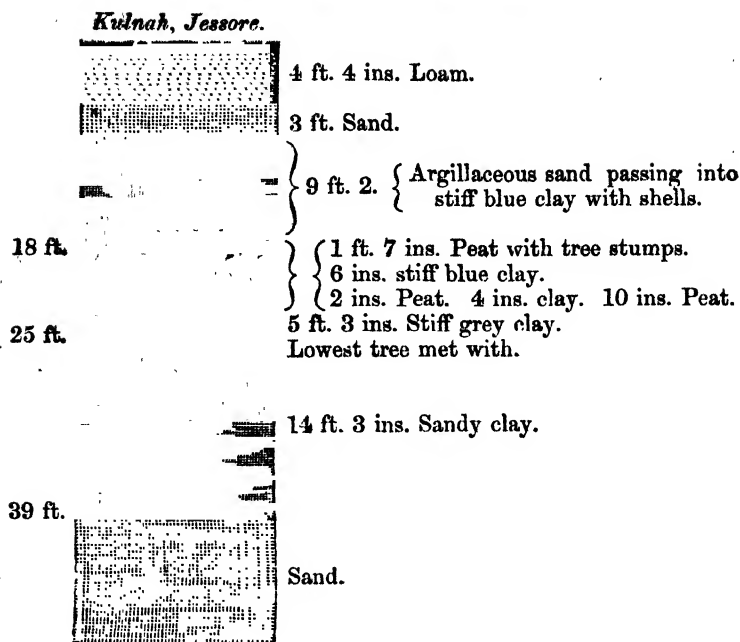 Kulnah, Jessore.
4 ft. 4 ins. Loam.
3 ft. Sand.
9 ft. 2. { Argillaceous sand passing into
stiff blue clay with shells.
18 ft.
1 ft. 7 ins. Peat with tree stumps.
6 ins. stiff blue clay.
2 ins. Peat. 4 ins. clay. 10 ins. Peat.
5 ft. 3 ins. Stiff grey clay.
25 ft.
Lowest tree met with.
14 ft. 3 ins. Sandy clay.
39 ft.
Sand.